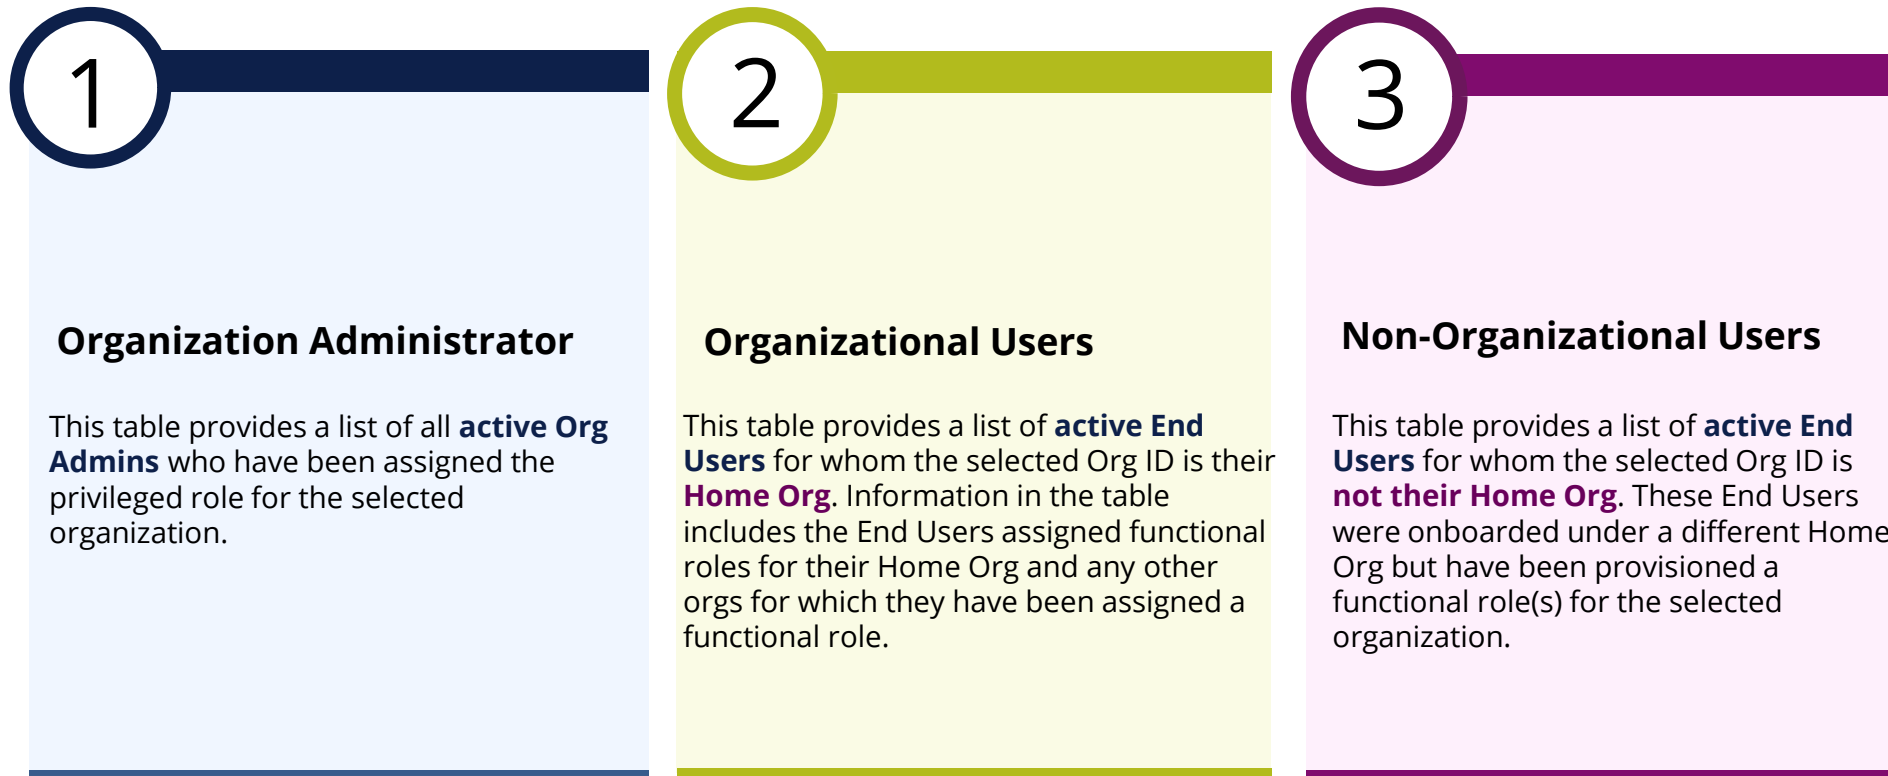 1
Organization Administrator
This table provides a list of all active Org
Admins who have been assigned the
privileged role for the selected
organization.
2
Organizational Users
This table provides a list of active End
Users for whom the selected Org ID is their
Home Org. Information in the table
includes the End Users assigned functional
roles for their Home Org and any other
orgs for which they have been assigned a
functional role.
3
Non-Organizational Users
This table provides a list of active End
Users for whom the selected Org ID is
not their Home Org. These End Users
were onboarded under a different Home
Org but have been provisioned a
functional role(s) for the selected
organization.